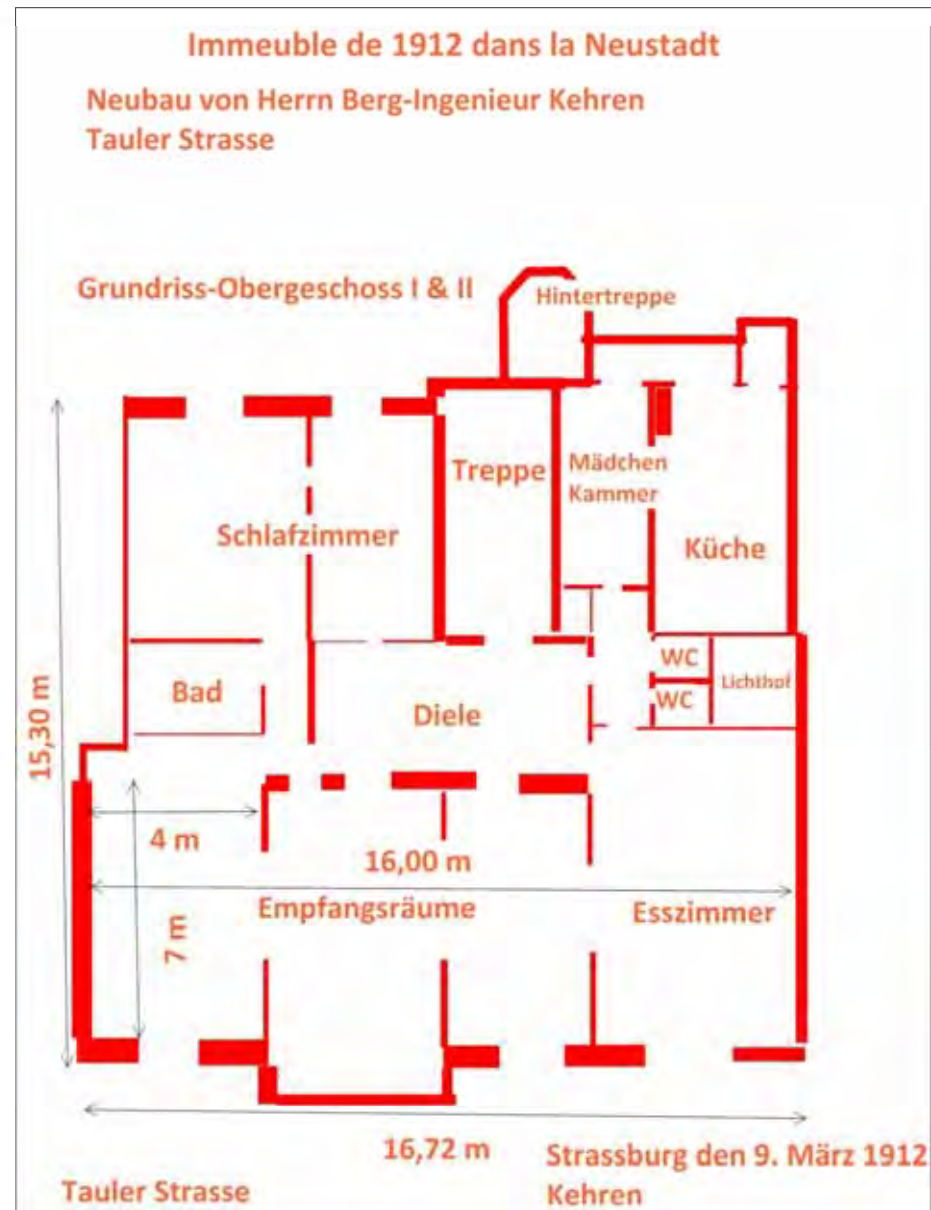 Immeuble de 1912 dans la Neustadt
Neubau von Herrn Berg-Ingenieur Kehren
Tauler Strasse
Grundriss-Obergeschoss I & II
Hintertreppe
Treppe
Mädchen
Kammer
Schlafzimmer
Küche
WC
Lichthof
WC
Bad
Diele
15,30 m
4 m
16,00 m
7 m
Empfangsräume
Esszimmer
16,72 m
Strassburg den 9. März 1912
Kehren
Tauler Strasse